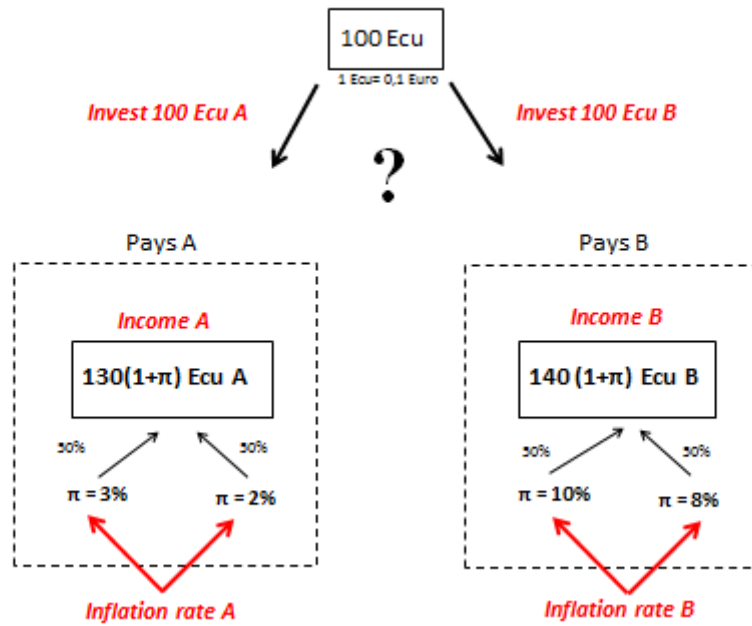 100 Ecu
1 Ecu= 0,1 Euro
Invest 100 Ecu A
Invest 100 Ecu B
?
Pays A
Pays B
Income A
Income B
130(1+π) Ecu A
140 (1+π) Ecu B
50%
50%
50%
50%
π = 3%
π = 2%
π = 10%
π = 8%
Inflation rate A
Inflation rate B